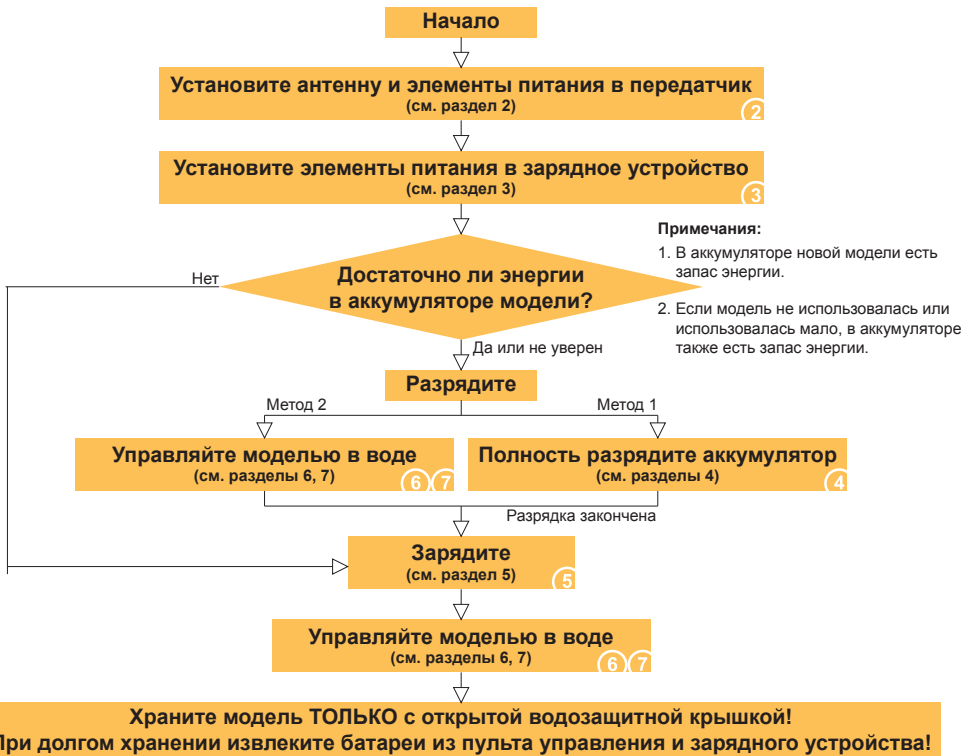 Начало
Установите антенну и элементы питания в передатчик
(см. раздел 2)
2
Установите элементы питания в зарядное устройство
(см. раздел 3)
3
Примечания:
1. В аккумуляторе новой модели есть
запас энергии.
2. Если модель не использовалась или
использовалась мало, в аккумуляторе
также есть запас энергии.
Нет
Достаточно ли энергии
в аккумуляторе модели?
Да или не уверен
Разрядите
Метод 2
Метод 1
Управляйте моделью в воде
(см. разделы 6, 7)
6 7
Полность разрядите аккумулятор
(см. разделы 4)
4
Разрядка закончена
Зарядите
(см. раздел 5)
5
Управляйте моделью в воде
(см. разделы 6, 7)
6 7
Храните модель ТОЛЬКО с открытой водозащитной крышкой!
При долгом хранении извлеките батареи из пульта управления и зарядного устройства!